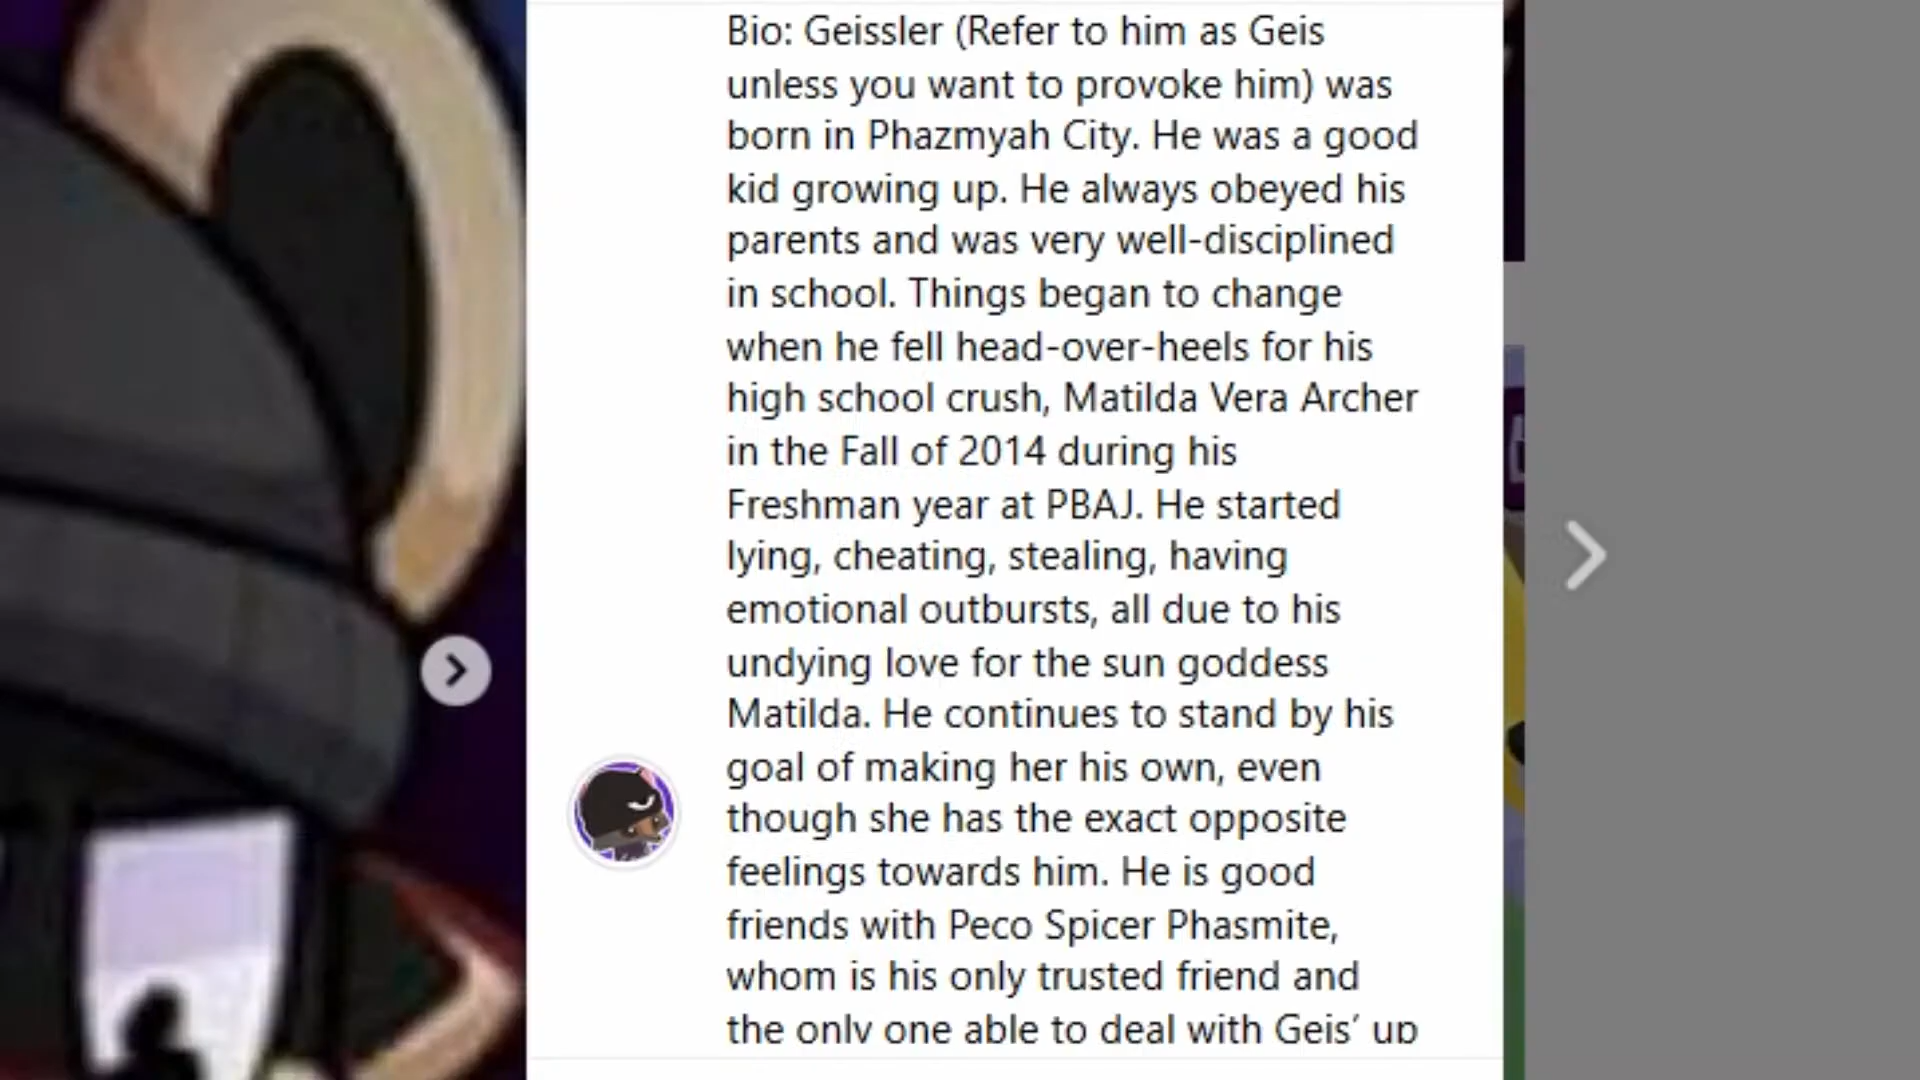 Bio: Geissler (Refer to him as Geis
unless you want to provoke him) was
born in Phazmyah City. He was a good
kid growing up. He always obeyed his
parents and was very well-disciplined
in school. Things began to change
when he fell head-over-heels for his
high school crush, Matilda Vera Archer
in the Fall of 2014 during his
Freshman year at PBAJ. He started
lying, cheating, stealing, having
emotional outbursts, all due to his
undying love for the sun goddess
Matilda. He continues to stand by his
goal of making her his own, even
though she has the exact opposite
feelings towards him. He is good
friends with Peco Spicer Phasmite,
whom is his only trusted friend and
the only one able to deal with Geis’ up